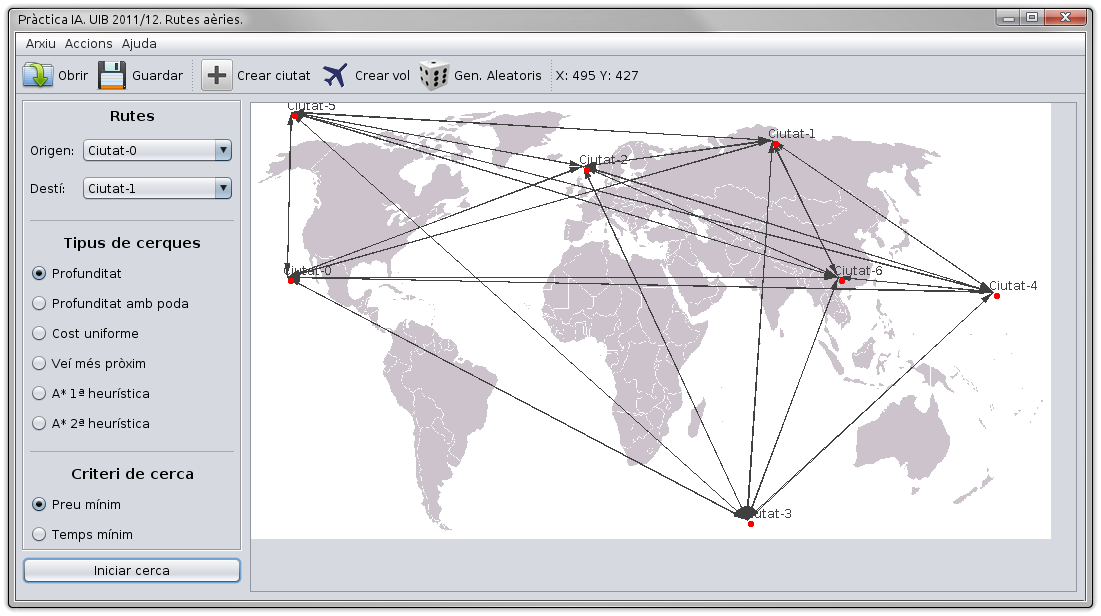 Pràctica IA. UIB 2011/12. Rutes aèries.
Arxiu Accions Ajuda
Obrir Guardar Crear ciutat Crear vol Gen. Aleatoris X: 495 Y: 427
Rutes
Origen: Ciutat-0
Destí: Ciutat-1
Tipus de cerques
Profunditat
Profunditat amb poda
Cost uniforme
Veí més pròxim
A* 1ª heurística
A* 2ª heurística
Criteri de cerca
Preu mínim
Temps mínim
Iniciar cerca
Ciutat-5
Ciutat-1
Ciutat-2
Ciutat-0
Ciutat-6
Ciutat-4
Ciutat-3